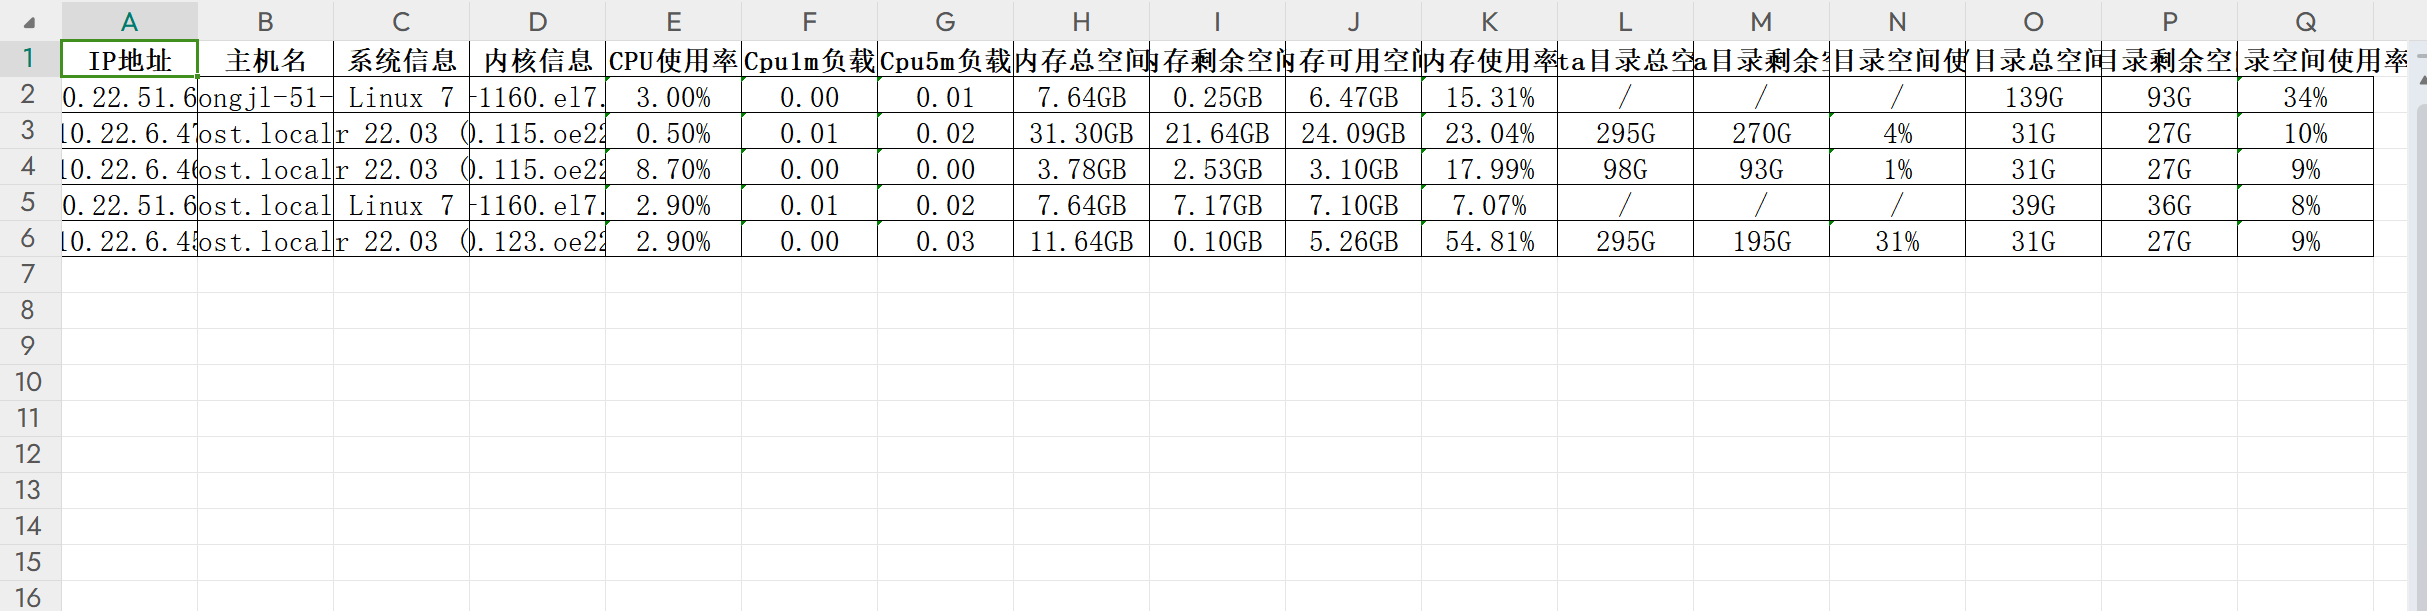 A B C D E F G H I J K L M N O P Q
1 IP地址 主机名 系统信息 内核信息 CPU使用率 Cpu1m负载 Cpu5m负载 内存总空间 内存剩余空间 内存可用空间 内存使用率 ta目录总空 a目录剩余空 目录空间使 目录总空间 目录剩余空 录空间使用率
2 0.22.51.6 ongjl-51- Linux 7 -1160.el7. 3.00% 0.00 0.01 7.64GB 0.25GB 6.47GB 15.31% / / / 139G 93G 34%
3 10.22.6.47 ost.local r 22.03 ( 0.115.oe22 0.50% 0.01 0.02 31.30GB 21.64GB 24.09GB 23.04% 295G 270G 4% 31G 27G 10%
4 10.22.6.46 ost.local r 22.03 ( 0.115.oe22 8.70% 0.00 0.00 3.78GB 2.53GB 3.10GB 17.99% 98G 93G 1% 31G 27G 9%
5 0.22.51.6 ost.local Linux 7 -1160.el7. 2.90% 0.01 0.02 7.64GB 7.17GB 7.10GB 7.07% / / / 39G 36G 8%
6 10.22.6.45 ost.local r 22.03 ( 0.123.oe22 2.90% 0.00 0.03 11.64GB 0.10GB 5.26GB 54.81% 295G 195G 31% 31G 27G 9%
7
8
9
10
11
12
13
14
15
16